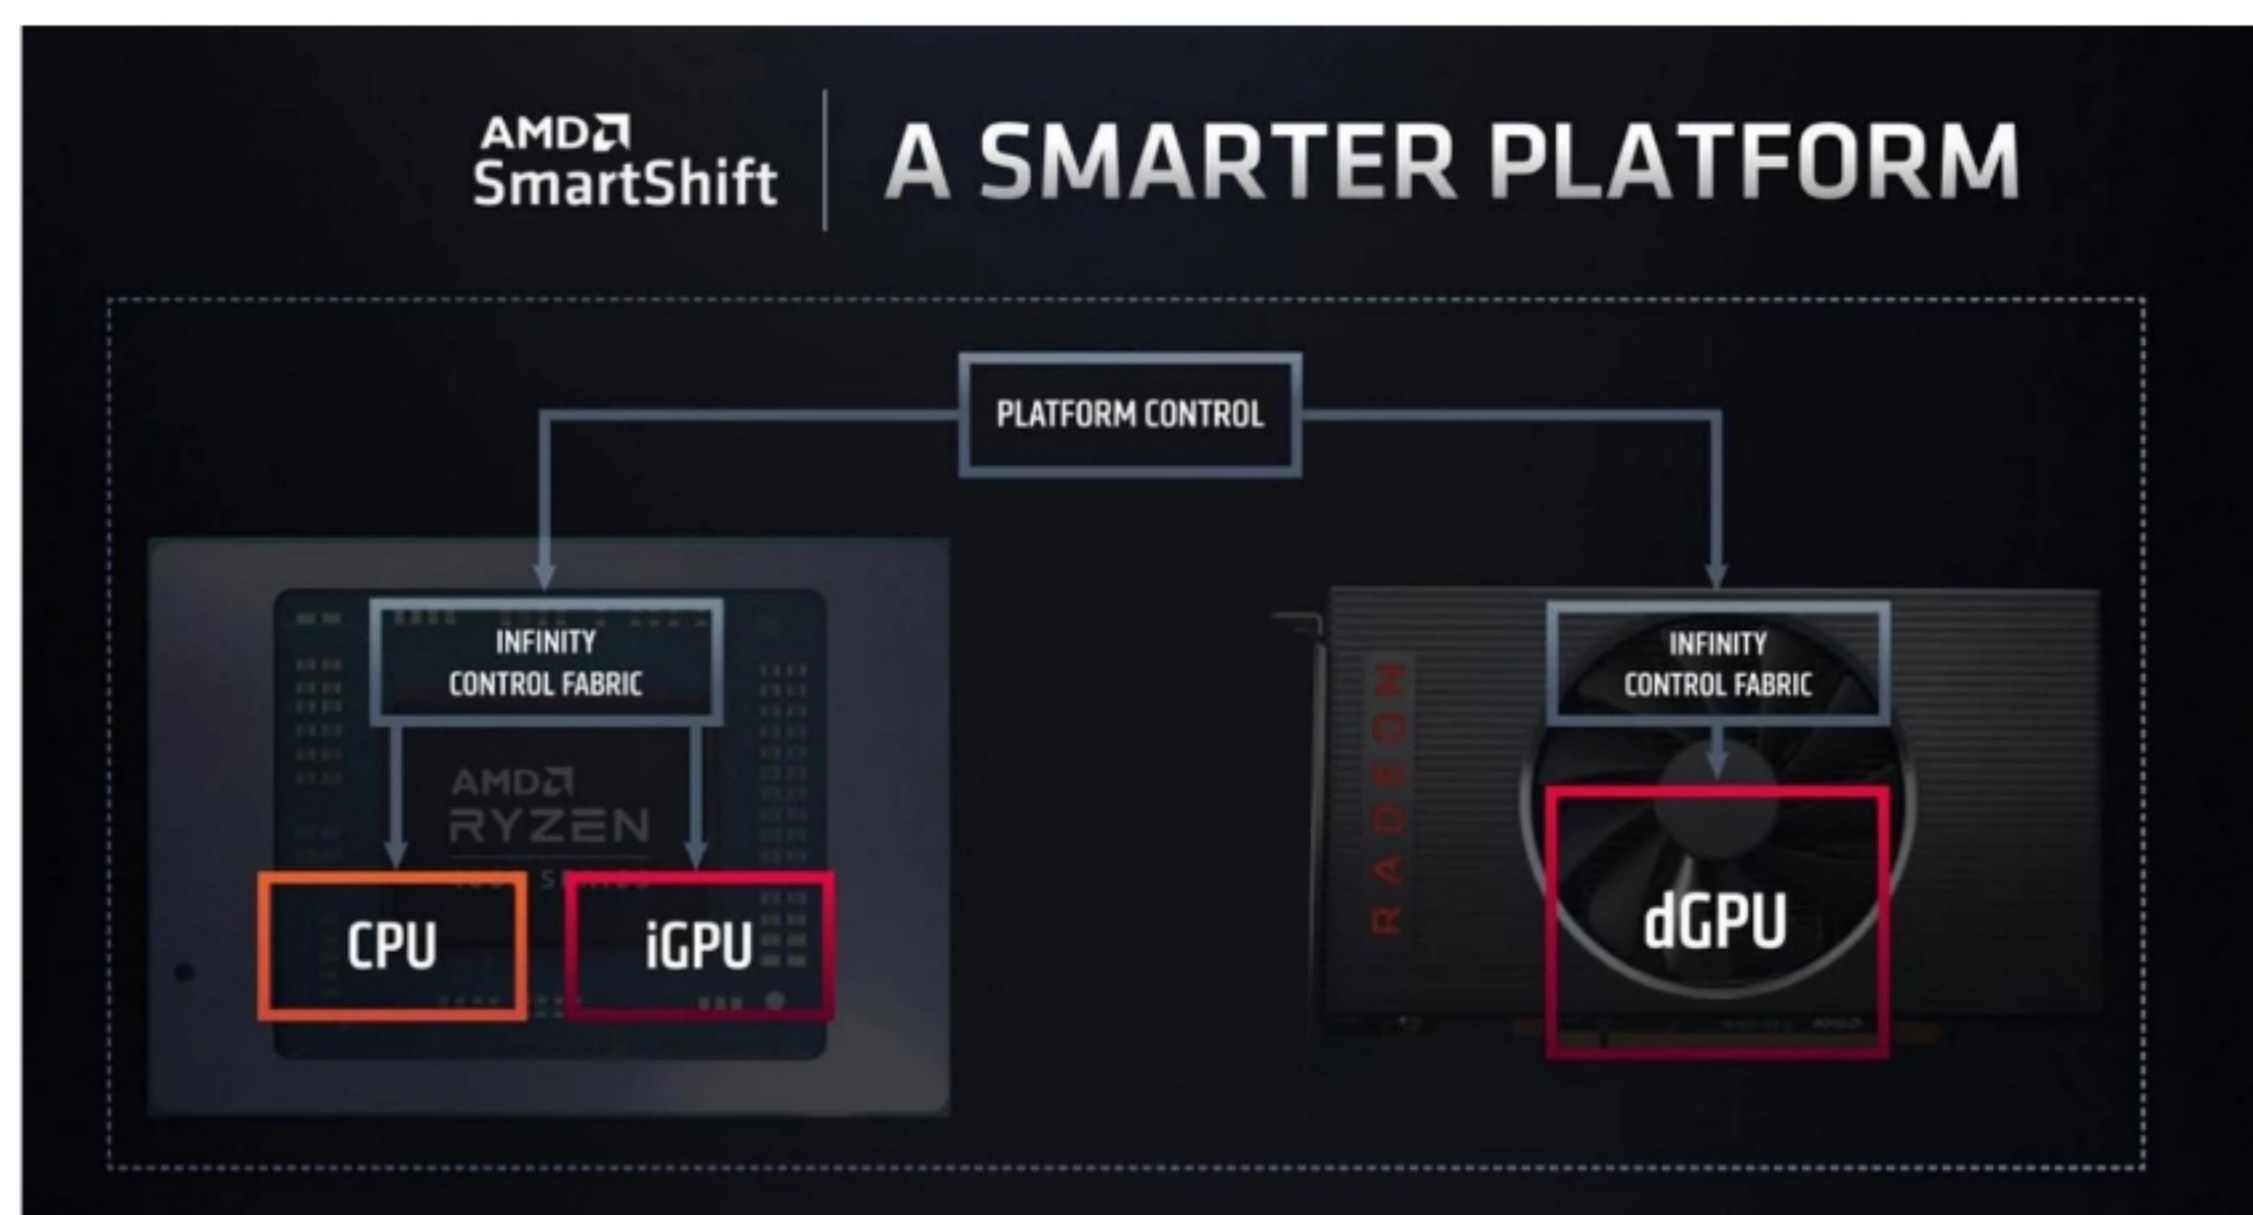 AMD
SmartShift
A SMARTER PLATFORM
PLATFORM CONTROL
INFINITY
CONTROL FABRIC
INFINITY
CONTROL FABRIC
AMD
RYZEN
RADEON
CPU
iGPU
dGPU